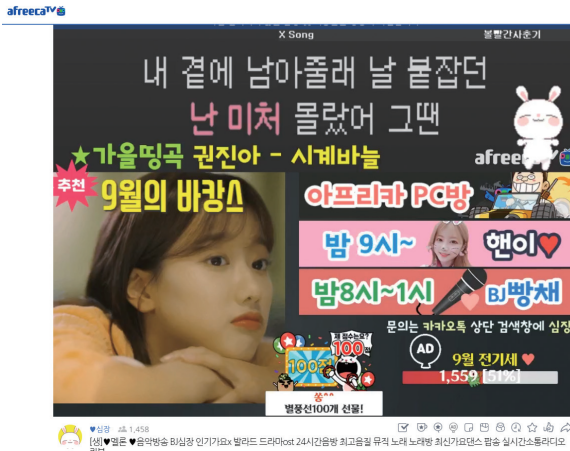 afreecaTV
X Song
볼빨간사춘기
내 곁에 남아줄래 날 붙잡던
난 미처 몰랐어 그땐
★가을띵곡 권진아 - 시계바늘
afree
추천
9월의 바캉스
아프리카 PC방
밤 9시~
핸이♥
밤8시~1시
BJ빵채
문의는 카카오톡 상단 검색창에 심장
AD
9월 전기세 ♥
1,559 [51%]
100
100개
쏭^^
별풍선100개 선물!
♥심장
1,458
[생]♥멜론 ♥음악방송 BJ심장 인기가요x 발라드 드라마ost 24시간음방 최고음질 뮤직 노래 노래방 최신가요댄스 팝송 실시간소통라디오